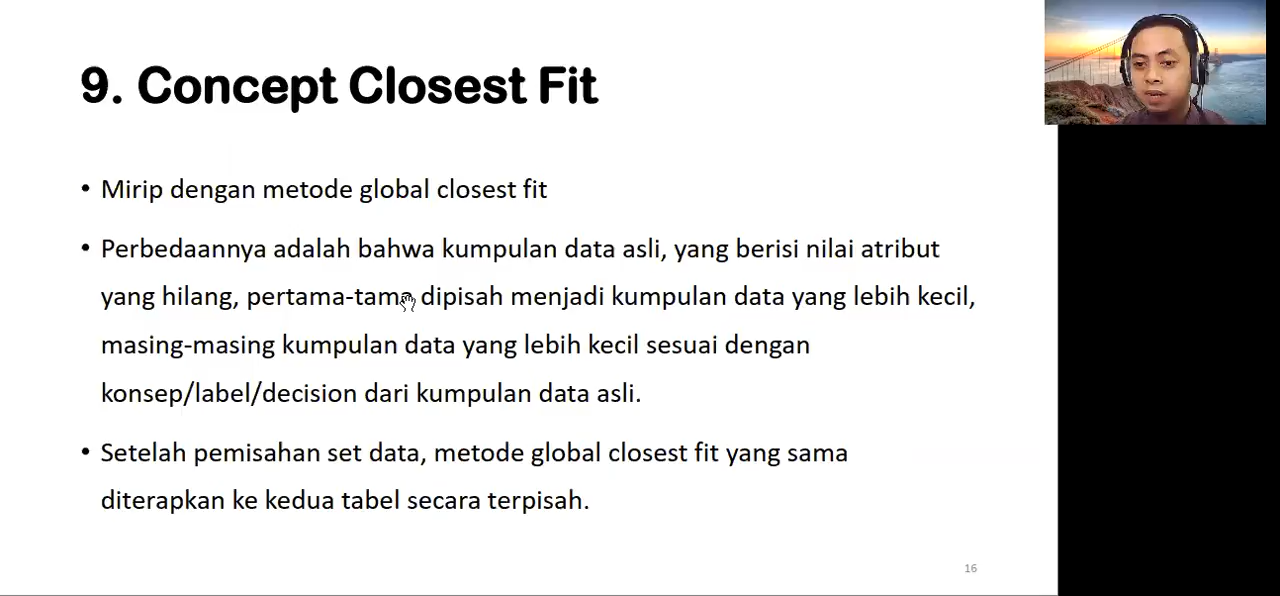 9. Concept Closest Fit
• Mirip dengan metode global closest fit
• Perbedaannya adalah bahwa kumpulan data asli, yang berisi nilai atribut
yang hilang, pertama-tama dipisah menjadi kumpulan data yang lebih kecil,
masing-masing kumpulan data yang lebih kecil sesuai dengan
konsep/label/decision dari kumpulan data asli.
• Setelah pemisahan set data, metode global closest fit yang sama
diterapkan ke kedua tabel secara terpisah.
16